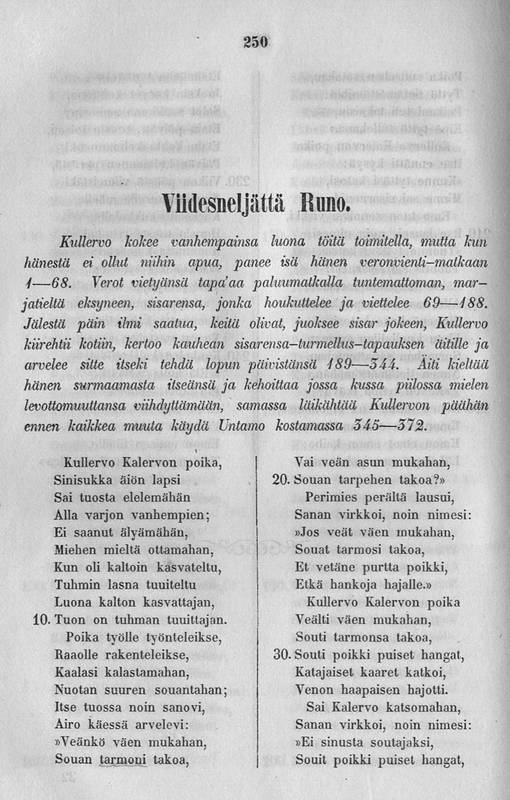 250
Viidesneljättä Runo.
Kullervo kokee vanhempainsa luona töitä toimitella, mutta kun
hänestä ei ollut niihin apua, panee isä hänen veronvienti-matkaan
1—68. Verot vietyänsä tapa'aa paluumatkalla tuntemattoman, mar-
jatieltä eksyneen, sisarensa, jonka houkuttelee ja viettelee 69—188.
Jälestä päin ilmi saatua, keitä olivat, juoksee sisar jokeen, Kullervo
kiirehtii kotiin, kertoo kauhean sisarensa-turmellus-tapauksen äitille ja
arvelee sitte itseki tehdä lopun päivistänsä 189—344. Äiti kieltää
hänen surmaamasta itseänsä ja kehoittaa jossa kussa piilossa mielen
levottomuuttansa viihdyttämään, samassa läikähtää Kullervon päähän
ennen kaikkea muuta käydä Untamo kostamassa 345—372.
Kullervo Kalervon poika,
Sinisukka äiön lapsi
Sai tuosta elelemähän
Alla varjon vanhempien;
Ei saanut älyämähän,
Miehen mieltä ottamahan,
Kun oli kaltoin kasvateltu,
Tuhmin lasna tuuiteltu
Luona kalton kasvattajan,
10. Tuon on tuhman tuuittajan.
Poika työlle työnteleikse,
Raaolle rakenteleikse,
Kaalasi kalastamahan,
Nuotan suuren souantahan;
Itse tuossa noin sanovi,
Airo käessä arvelevi:
»Veänkö väen mukahan,
Souan tarmoni takoa,
Vai veän asun mukahan,
20. Souan tarpehen takoa?»
Perimies perältä lausui,
Sanan virkkoi, noin nimesi:
»Jos veät väen mukahan,
Souat tarmosi takoa,
Et vetäne purtta poikki,
Etkä hankoja hajalle.»
Kullervo Kalervon poika
Veälti väen mukahan,
Souti tarmonsa takoa,
30. Souti poikki puiset hangat,
Katajaiset kaaret katkoi,
Venon haapaisen hajotti.
Sai Kalervo katsomahan,
Sanan virkkoi, noin nimesi:
»Ei sinusta soutajaksi,
Souit poikki puiset hangat,